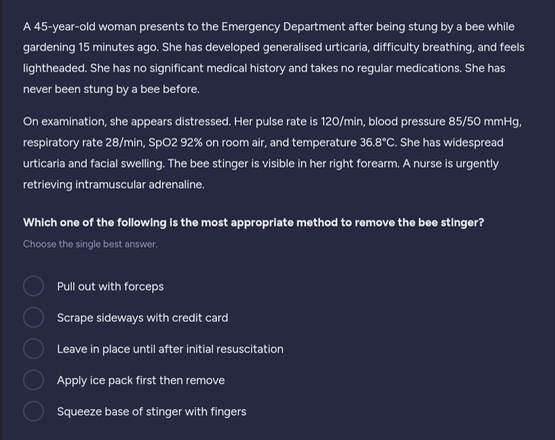 A 45-year-old woman presents to the Emergency Department after being stung by a bee while
gardening 15 minutes ago. She has developed generalised urticaria, difficulty breathing, and feels
lightheaded. She has no significant medical history and takes no regular medications. She has
never been stung by a bee before.
On examination, she appears distressed. Her pulse rate is 120/min, blood pressure 85/50 mmHg,
respiratory rate 28/min, SpO2 92% on room air, and temperature 36.8°C. She has widespread
urticaria and facial swelling. The bee stinger is visible in her right forearm. A nurse is urgently
retrieving intramuscular adrenaline.
Which one of the following is the most appropriate method to remove the bee stinger?
Choose the single best answer.
Pull out with forceps
Scrape sideways with credit card
Leave in place until after initial resuscitation
Apply ice pack first then remove
Squeeze base of stinger with fingers